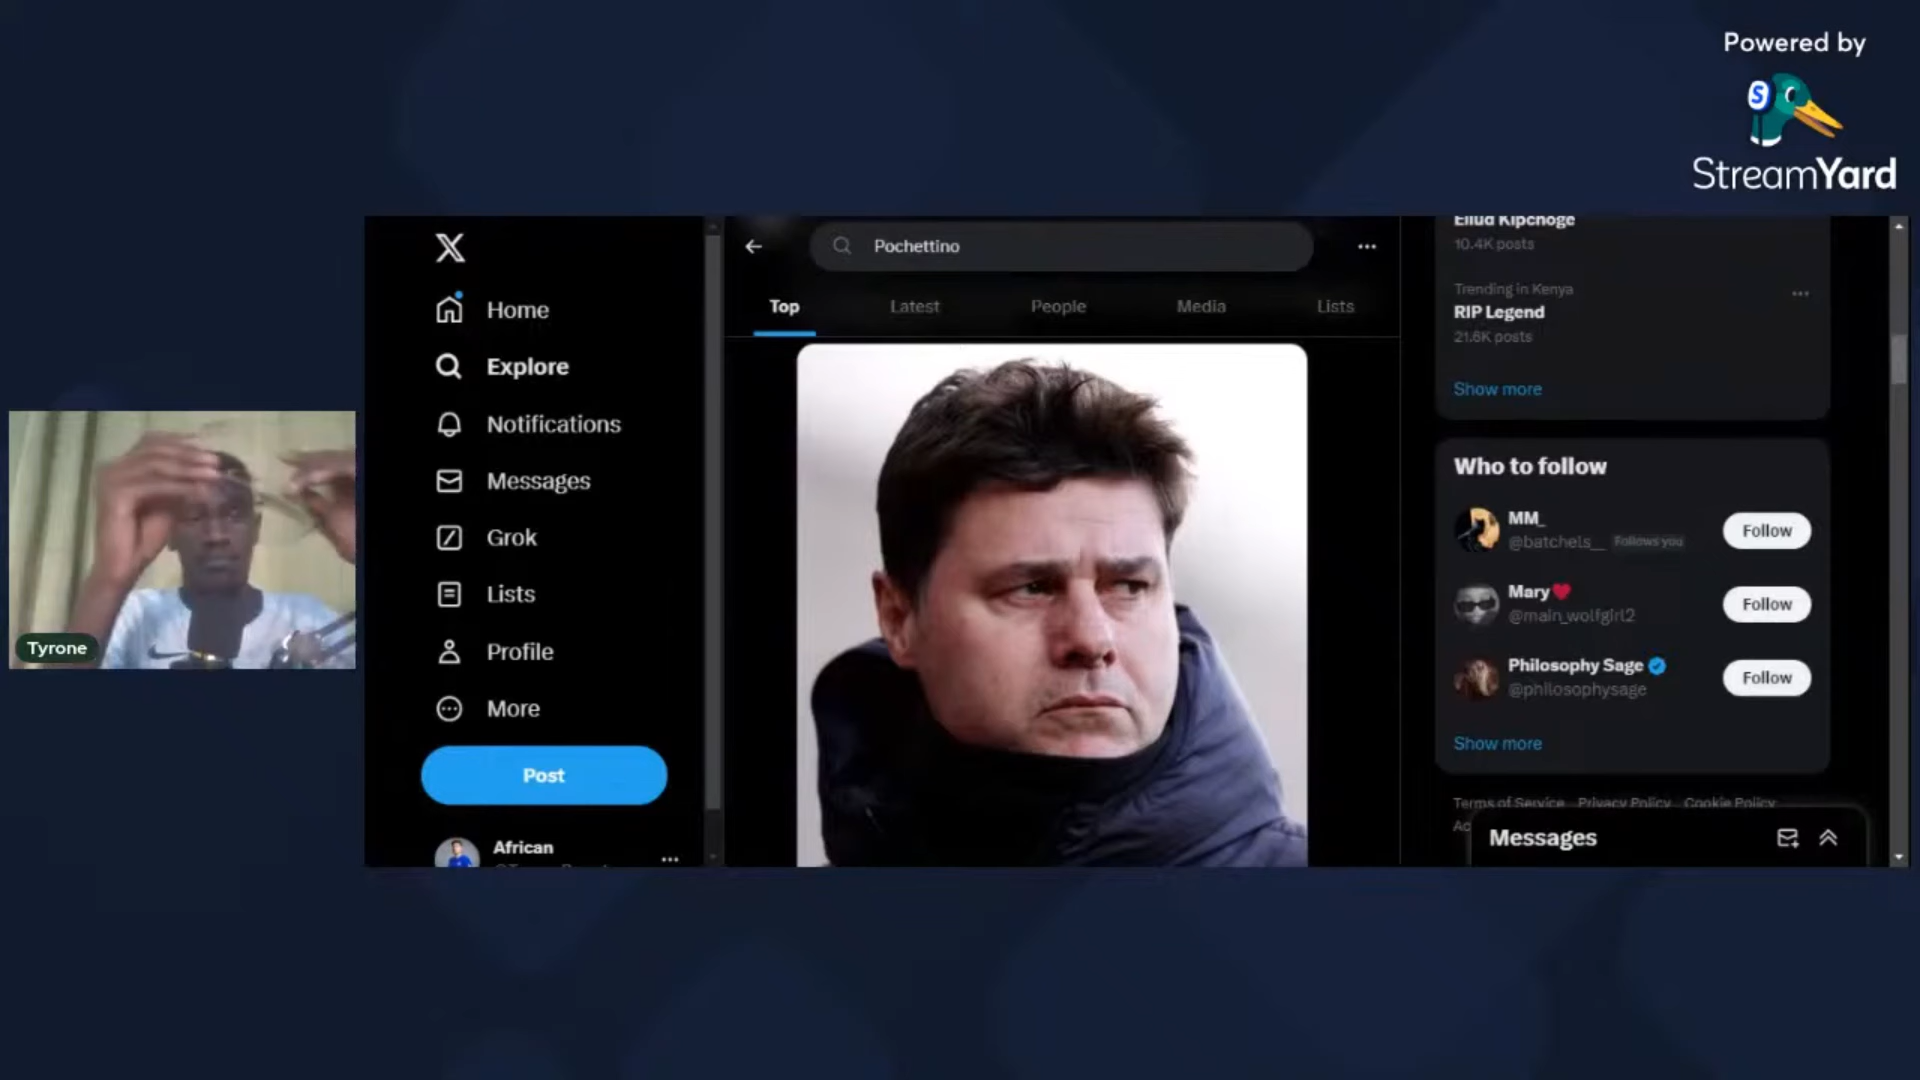 Powered by
StreamYard
Tyrone
Home
Explore
Notifications
Messages
Grok
Lists
Profile
More
Post
African
Pochettino
Top
Latest
People
Media
Lists
Eliud Kipchoge
10.4K posts
Trending in Kenya
RIP Legend
21.6K posts
Show more
Who to follow
MM_
@batchels__ Follows you
Follow
Mary
@main_wolfgirl2
Follow
Philosophy Sage
@philosophysage
Follow
Show more
Terms of Service Privacy Policy Cookie Policy
Messages